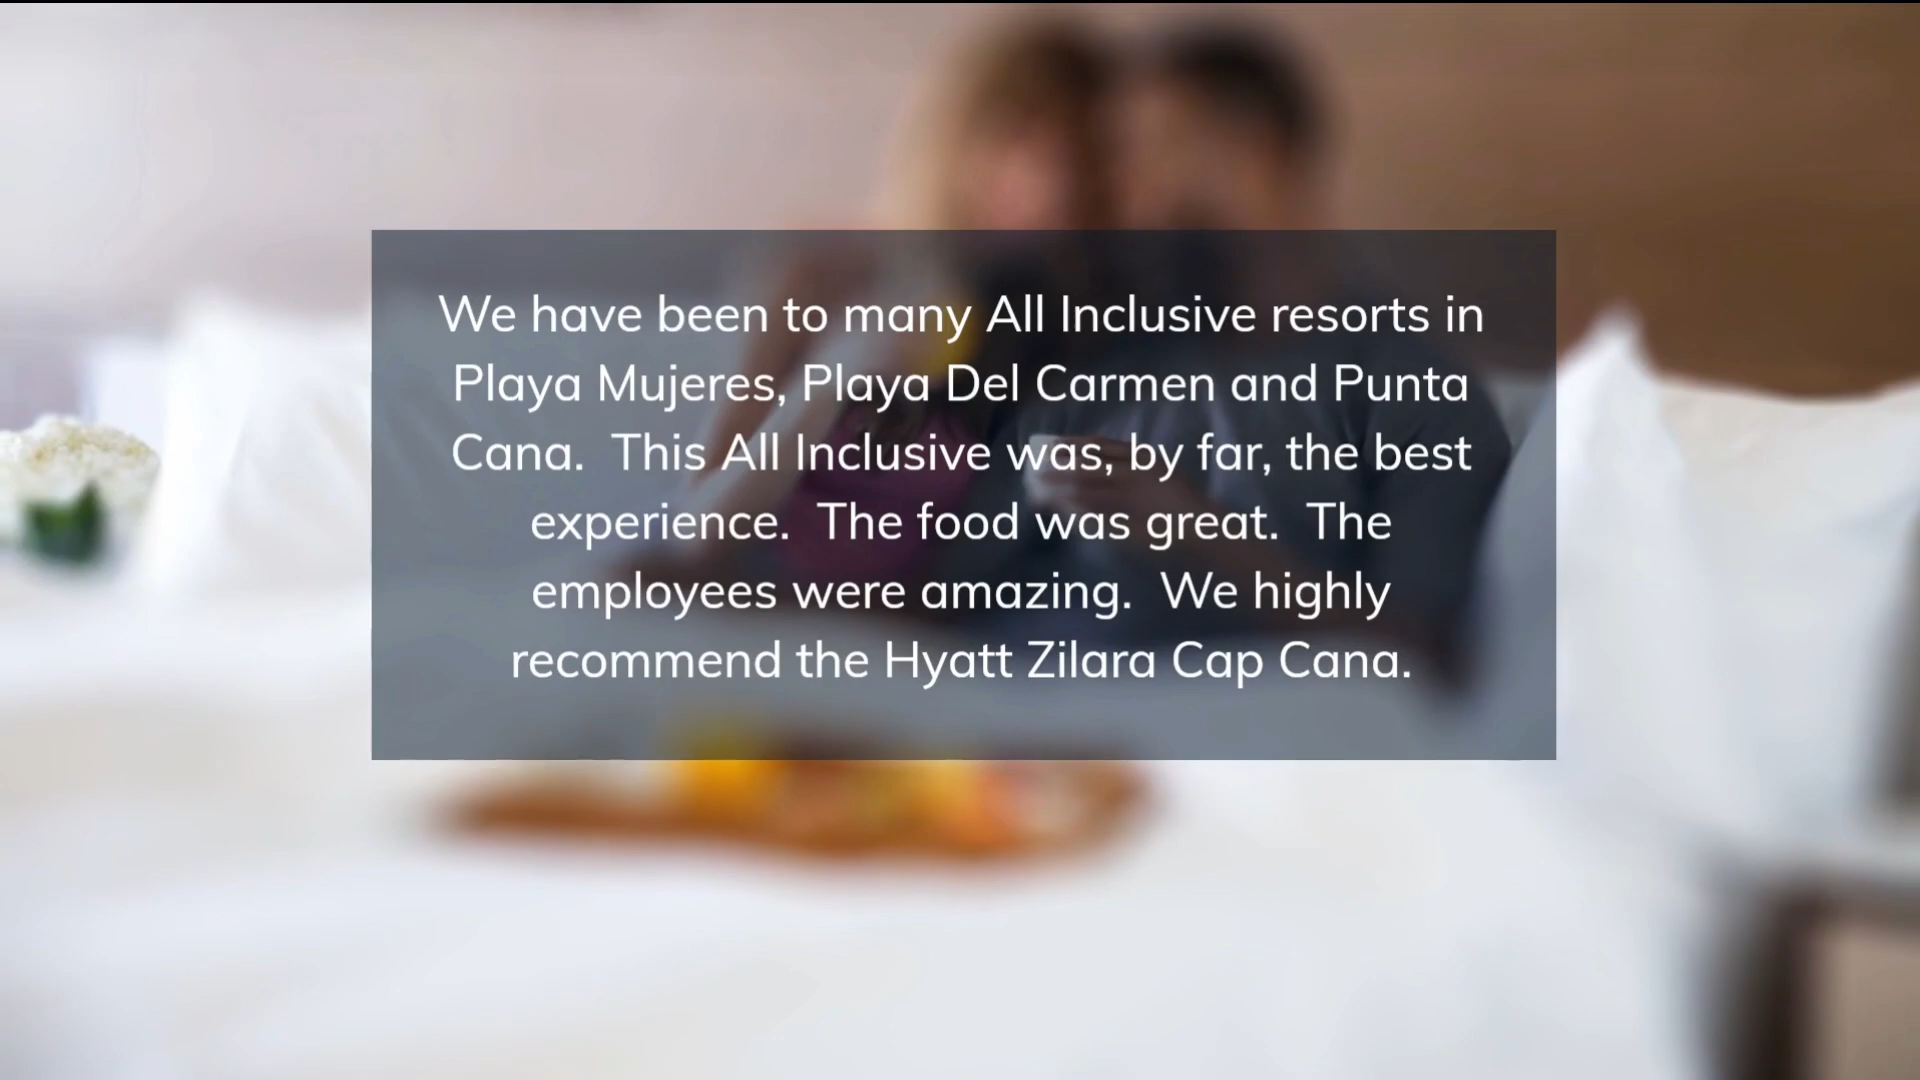 We have been to many All Inclusive resorts in
Playa Mujeres, Playa Del Carmen and Punta
Cana.  This All Inclusive was, by far, the best
experience.  The food was great.  The
employees were amazing.  We highly
recommend the Hyatt Zilara Cap Cana.